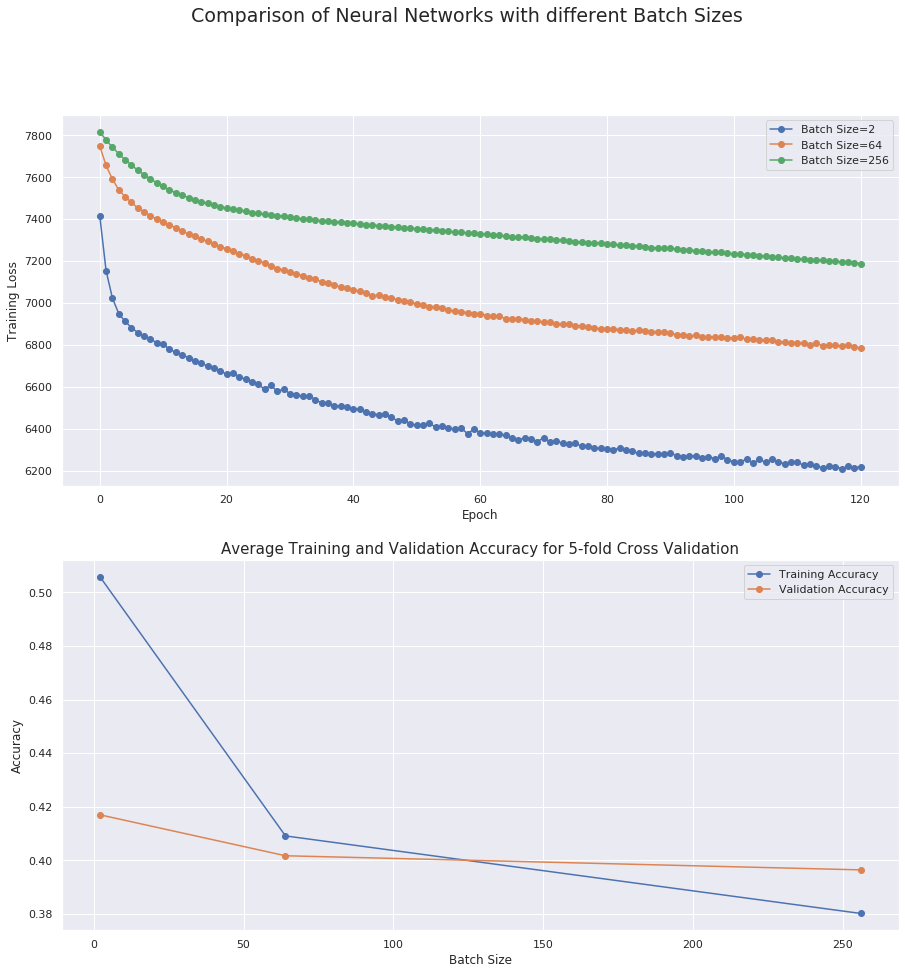 Comparison of Neural Networks with different Batch Sizes
7800
7600
7400
7200
7000
6800
6600
6400
6200
Training Loss
Batch Size=2
Batch Size=64
Batch Size=256
0 20 40 60 80 100 120
Epoch
Average Training and Validation Accuracy for 5-fold Cross Validation
0.50
0.48
0.46
0.44
0.42
0.40
0.38
Accuracy
Training Accuracy
Validation Accuracy
0 50 100 150 200 250
Batch Size